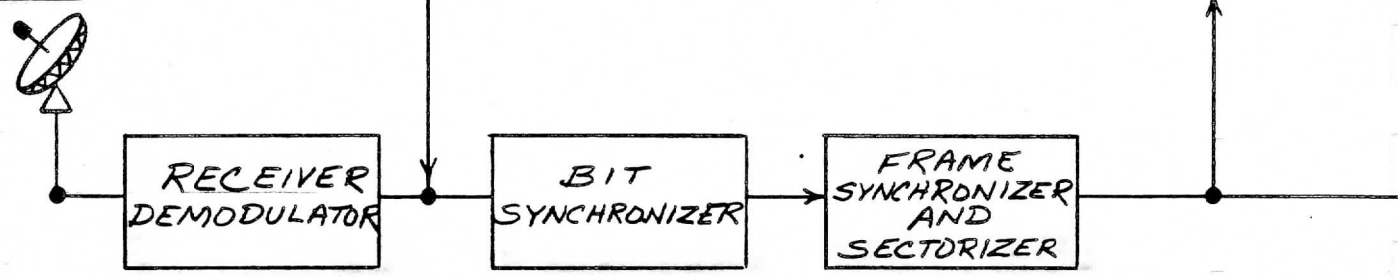 RECEIVER
DEMODULATOR
BIT
SYNCHRONIZER
FRAME
SYNCHRONIZER
AND
SECTORIZER